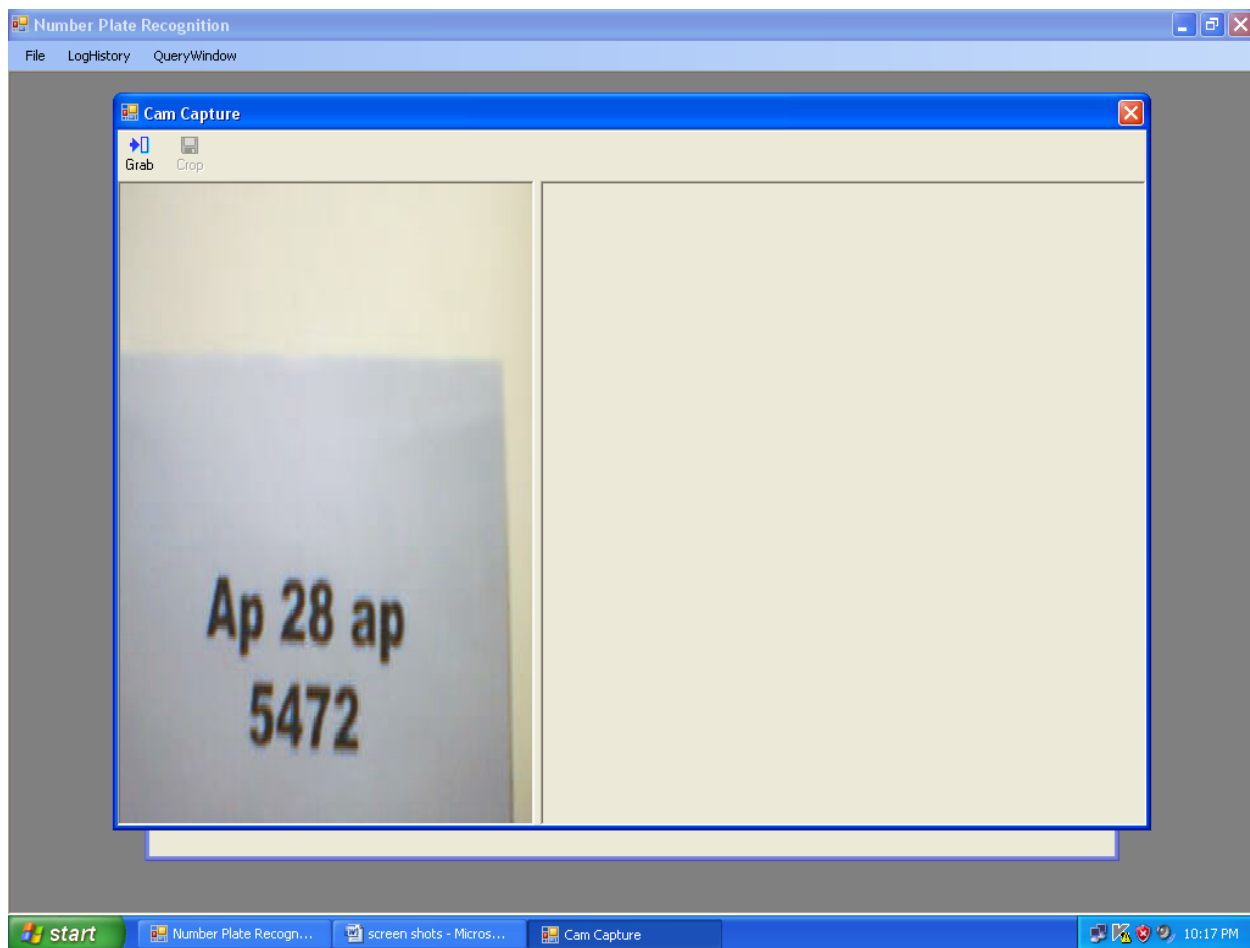 Number Plate Recognition
File LogHistory QueryWindow
Cam Capture
Grab Crop
Ap 28 ap
5472
start Number Plate Recogn... screen shots - Micros... Cam Capture 10:17 PM